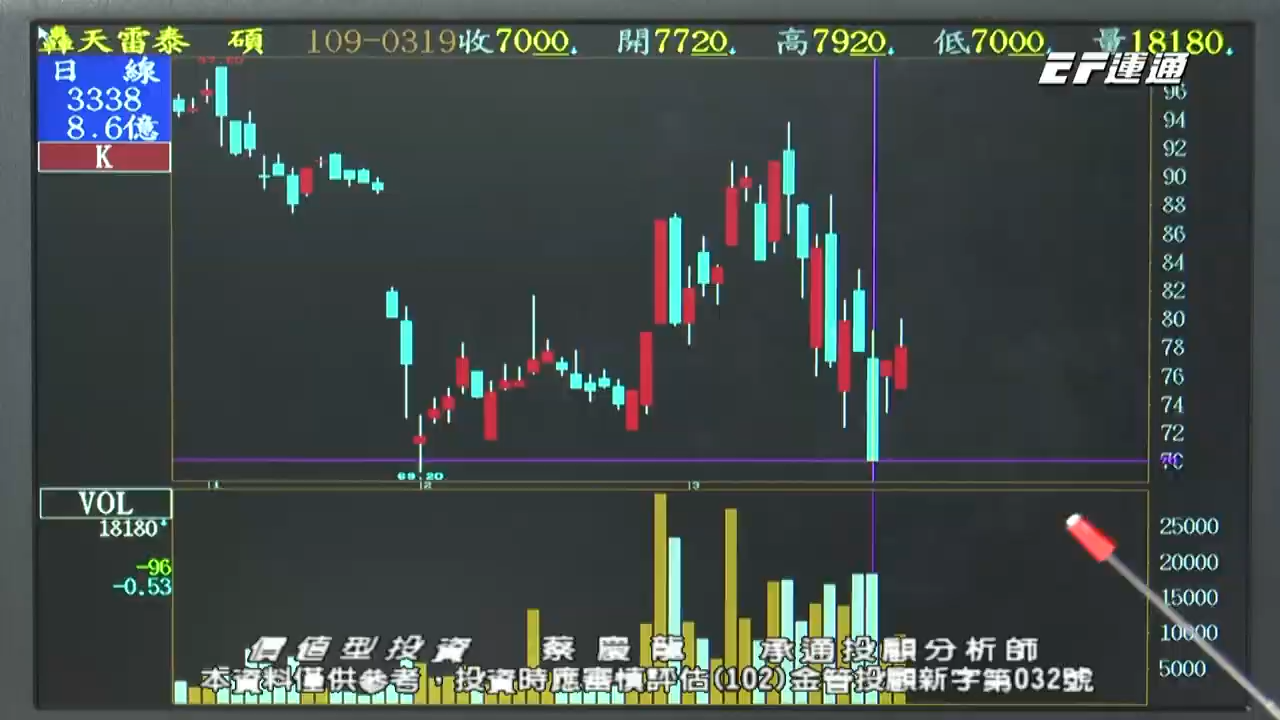 轟天雷泰 碩 109-0319收7000 開7720 高7920 低7000 量18180
EF運通
日 線
3338
8.6億
K
96
94
92
90
88
86
84
82
80
78
76
74
72
70
69.20
1 2 3
VOL
18180
-96
-0.53
25000
20000
15000
10000
5000
價值型投資 蔡慶龍 承通投顧分析師
本資料僅供參考,投資時應審慎評估(102)金管投顧新字第032號